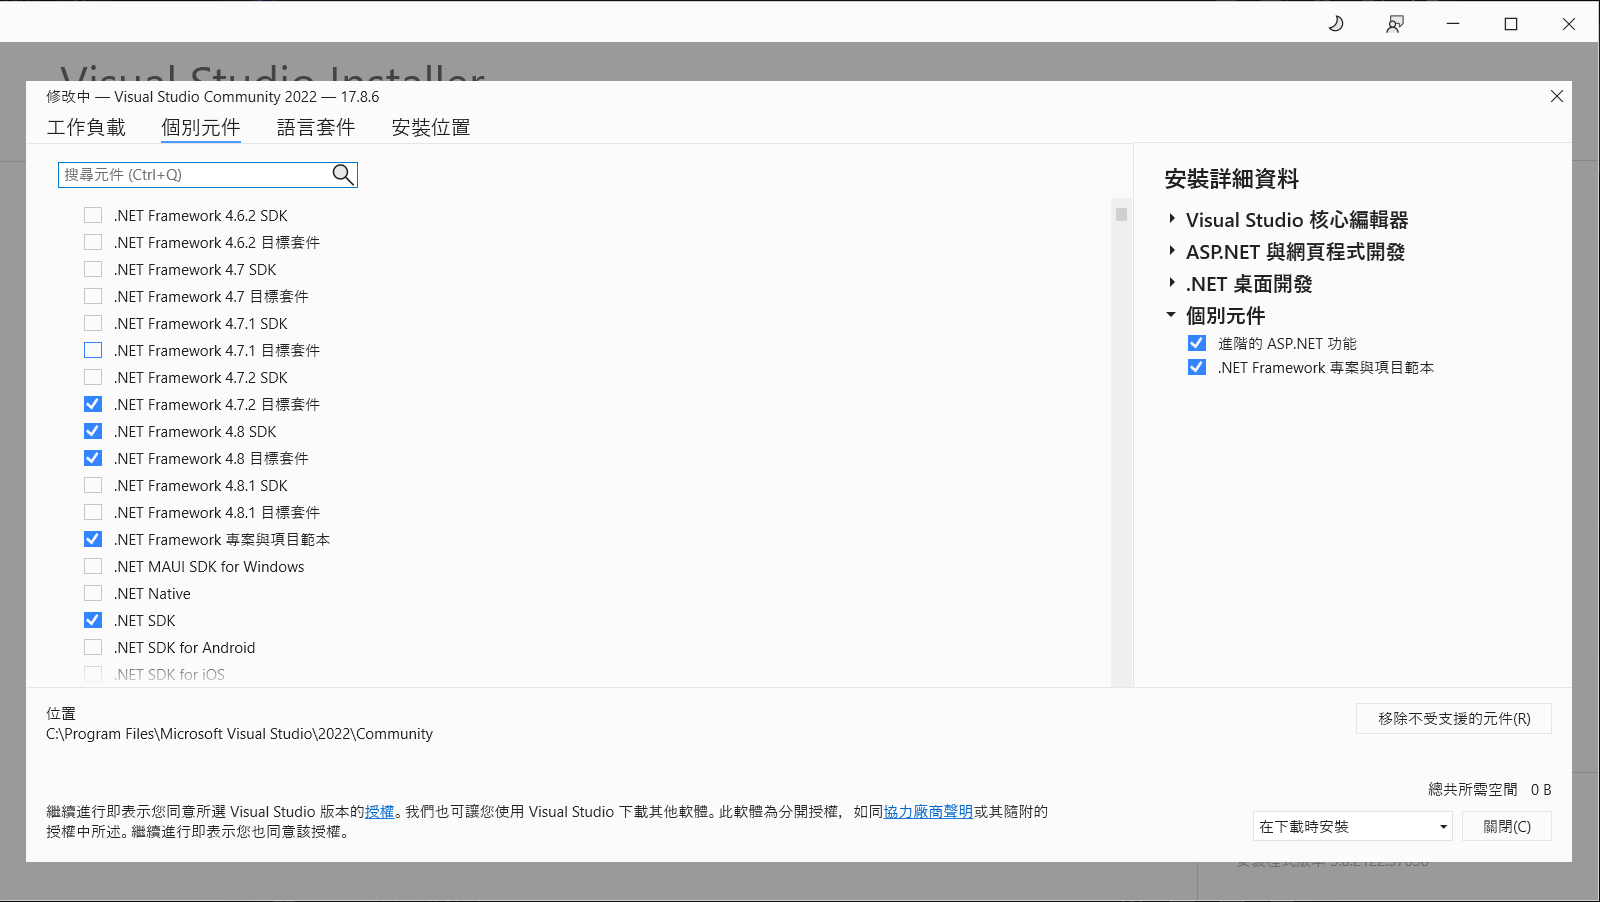 Visual Studio Installer
修改中 — Visual Studio Community 2022 — 17.8.6
工作負載 個別元件 語言套件 安裝位置
搜尋元件 (Ctrl+Q)
.NET Framework 4.6.2 SDK
.NET Framework 4.6.2 目標套件
.NET Framework 4.7 SDK
.NET Framework 4.7 目標套件
.NET Framework 4.7.1 SDK
.NET Framework 4.7.1 目標套件
.NET Framework 4.7.2 SDK
.NET Framework 4.7.2 目標套件
.NET Framework 4.8 SDK
.NET Framework 4.8 目標套件
.NET Framework 4.8.1 SDK
.NET Framework 4.8.1 目標套件
.NET Framework 專案與項目範本
.NET MAUI SDK for Windows
.NET Native
.NET SDK
.NET SDK for Android
.NET SDK for iOS
安裝詳細資料
Visual Studio 核心編輯器
ASP.NET 與網頁程式開發
.NET 桌面開發
個別元件
進階的 ASP.NET 功能
.NET Framework 專案與項目範本
位置
C:\Program Files\Microsoft Visual Studio\2022\Community
移除不受支援的元件(R)
總共所需空間 0 B
繼續進行即表示您同意所選 Visual Studio 版本的授權。我們也可讓您使用 Visual Studio 下載其他軟體。此軟體為分開授權，如同協力廠商聲明或其隨附的
授權中所述。繼續進行即表示您也同意該授權。
在下載時安裝
關閉(C)